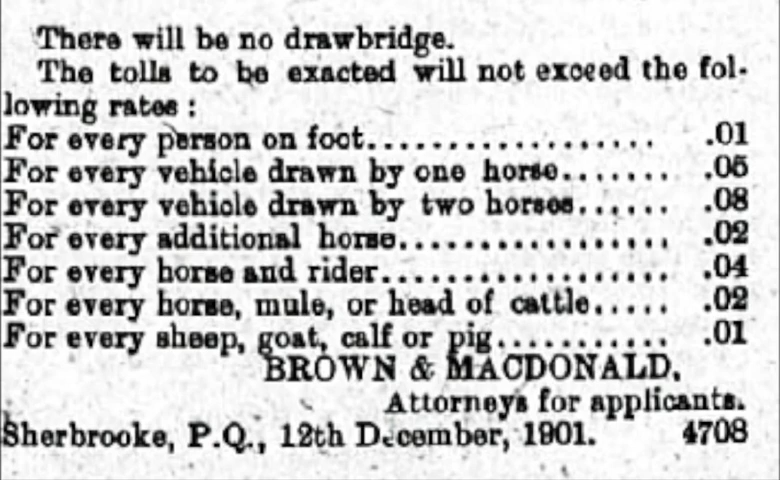 There will be no drawbridge.
The tolls to be exacted will not exceed the fol-
lowing rates :
For every person on foot.................. .01
For every vehicle drawn by one horse....... .05
For every vehicle drawn by two horses...... .08
For every additional horse................. .02
For every horse and rider.................. .04
For every horse, mule, or head of cattle..... .02
For every sheep, goat, calf or pig........... .01
BROWN & MACDONALD,
Attorneys for applicants.
Sherbrooke, P.Q., 12th December, 1901. 4708